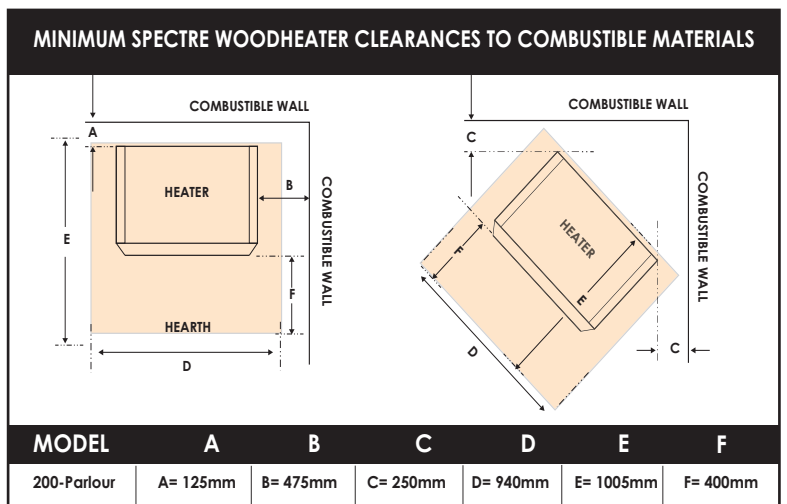 MINIMUM SPECTRE WOODHEATER CLEARANCES TO COMBUSTIBLE MATERIALS
COMBUSTIBLE WALL
A
HEATER
B
COMBUSTIBLE WALL
E
F
HEARTH
D
COMBUSTIBLE WALL
C
COMBUSTIBLE WALL
HEATER
F
E
D
C
MODEL A B C D E F
200-Parlour A= 125mm B= 475mm C= 250mm D= 940mm E= 1005mm F= 400mm